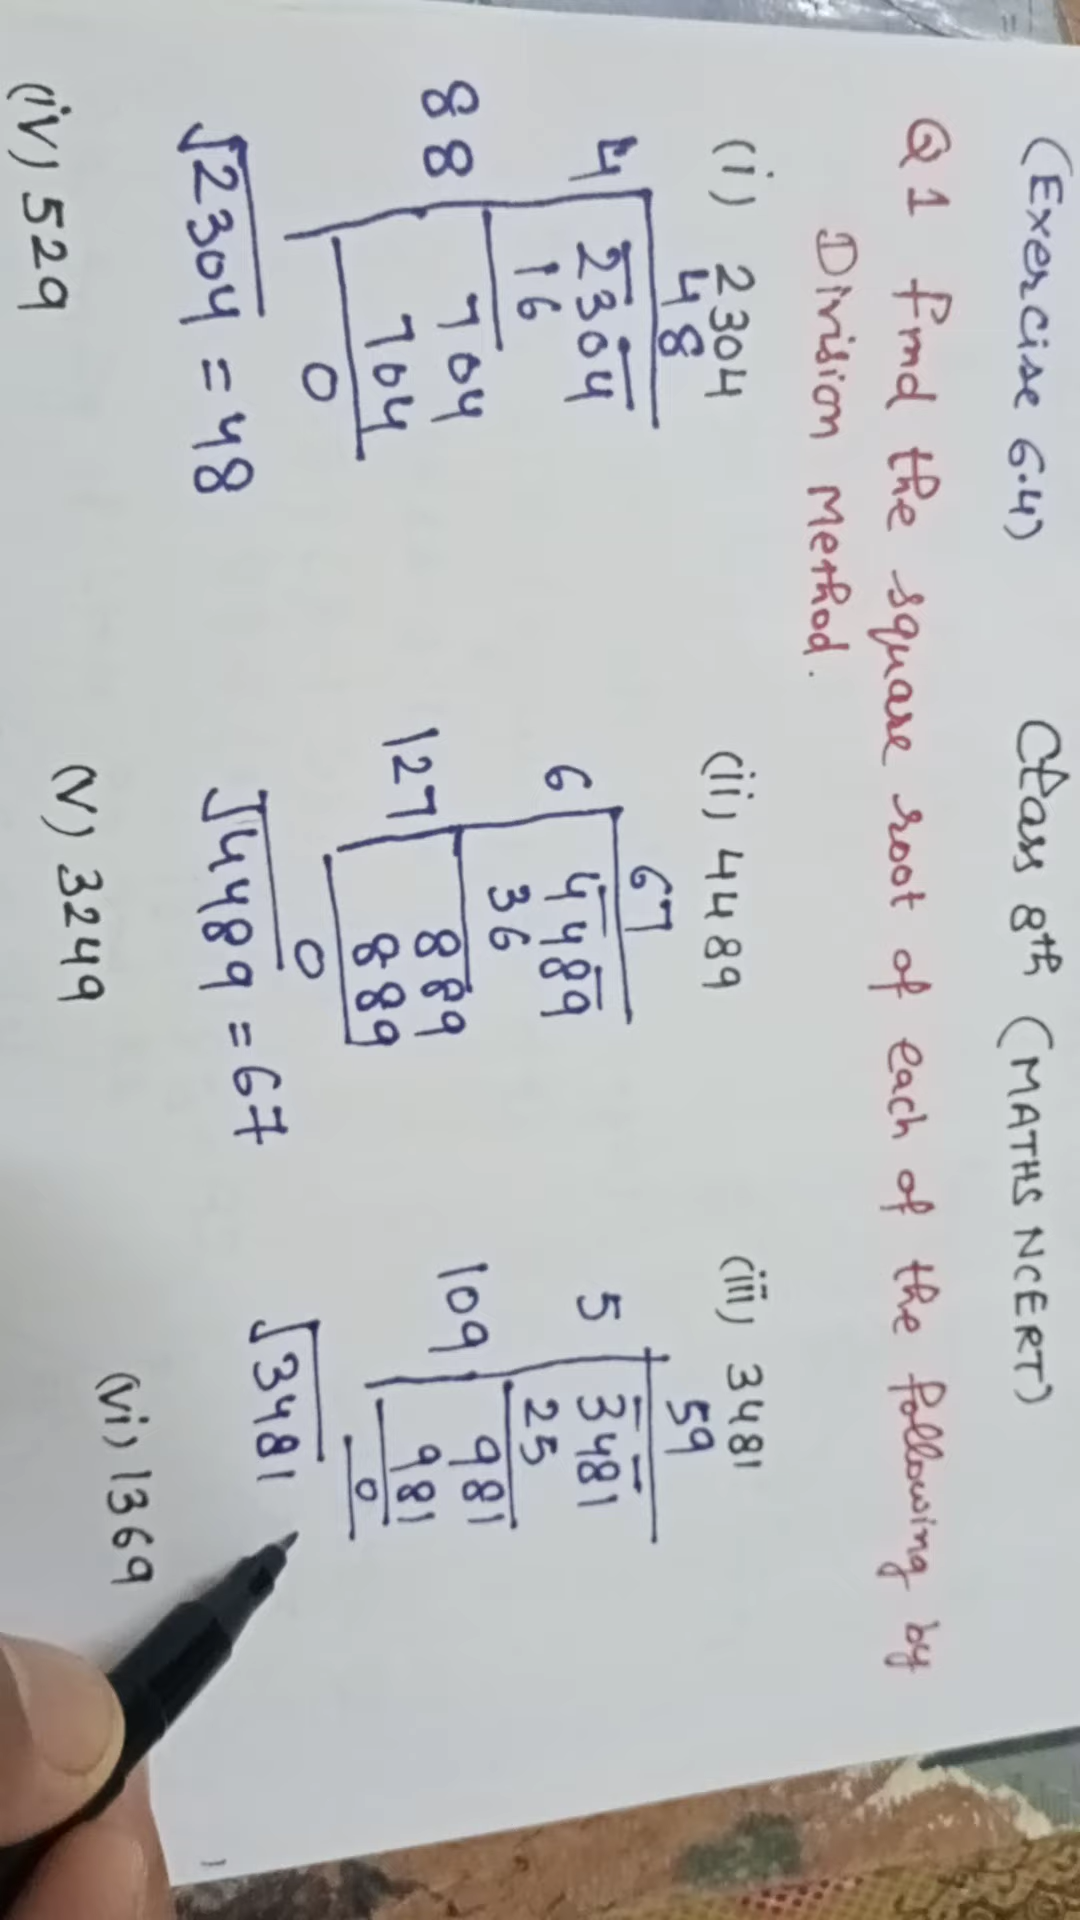 (Exercise 6.4) Class 8th (MATHS NCERT)
Q1 find the square root of each of the following by
Division Method.
(i) 2304
48
4 2304
16
88 704
704
0
√2304 = 48
(ii) 4489
67
6 4489
36
127 889
889
0
√4489 = 67
(iii) 3481
59
5 3481
25
109 981
981
0
√3481
(iv) 529 (v) 3249 (vi) 1369